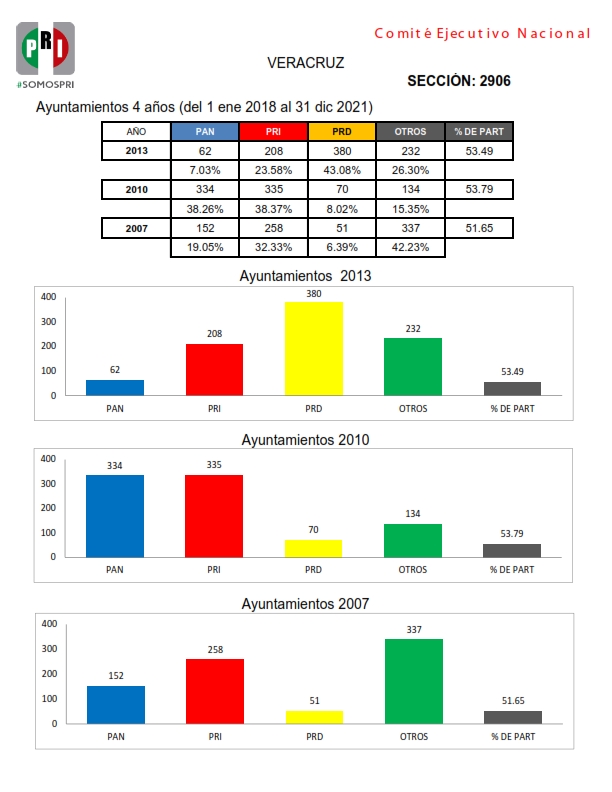 Comité Ejecutivo Nacional
PRI
#SOMOSPRI
VERACRUZ
SECCIÓN: 2906
Ayuntamientos 4 años (del 1 ene 2018 al 31 dic 2021)
AÑO PAN PRI PRD OTROS % DE PART
2013 62 208 380 232 53.49
7.03% 23.58% 43.08% 26.30%
2010 334 335 70 134 53.79
38.26% 38.37% 8.02% 15.35%
2007 152 258 51 337 51.65
19.05% 32.33% 6.39% 42.23%
Ayuntamientos 2013
400
300
200
100
0
62 208 380 232 53.49
PAN PRI PRD OTROS % DE PART
Ayuntamientos 2010
400
300
200
100
0
334 335 70 134 53.79
PAN PRI PRD OTROS % DE PART
Ayuntamientos 2007
400
300
200
100
0
152 258 51 337 51.65
PAN PRI PRD OTROS % DE PART